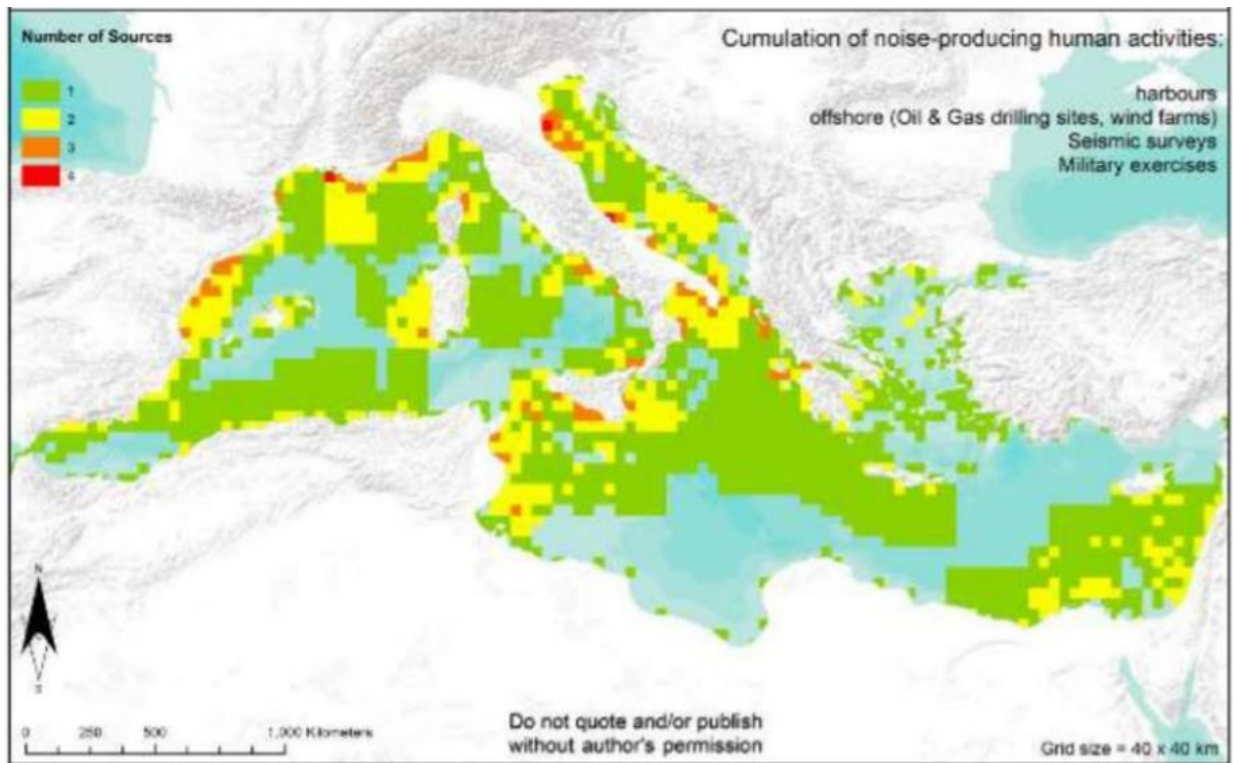 Number of Sources
1
2
3
4
Cumulation of noise-producing human activities:
harbours
offshore (Oil & Gas drilling sites, wind farms)
Seismic surveys
Military exercises
N
S
0 250 500 1,000 Kilometers
Do not quote and/or publish
without author's permission
Grid size = 40 x 40 km